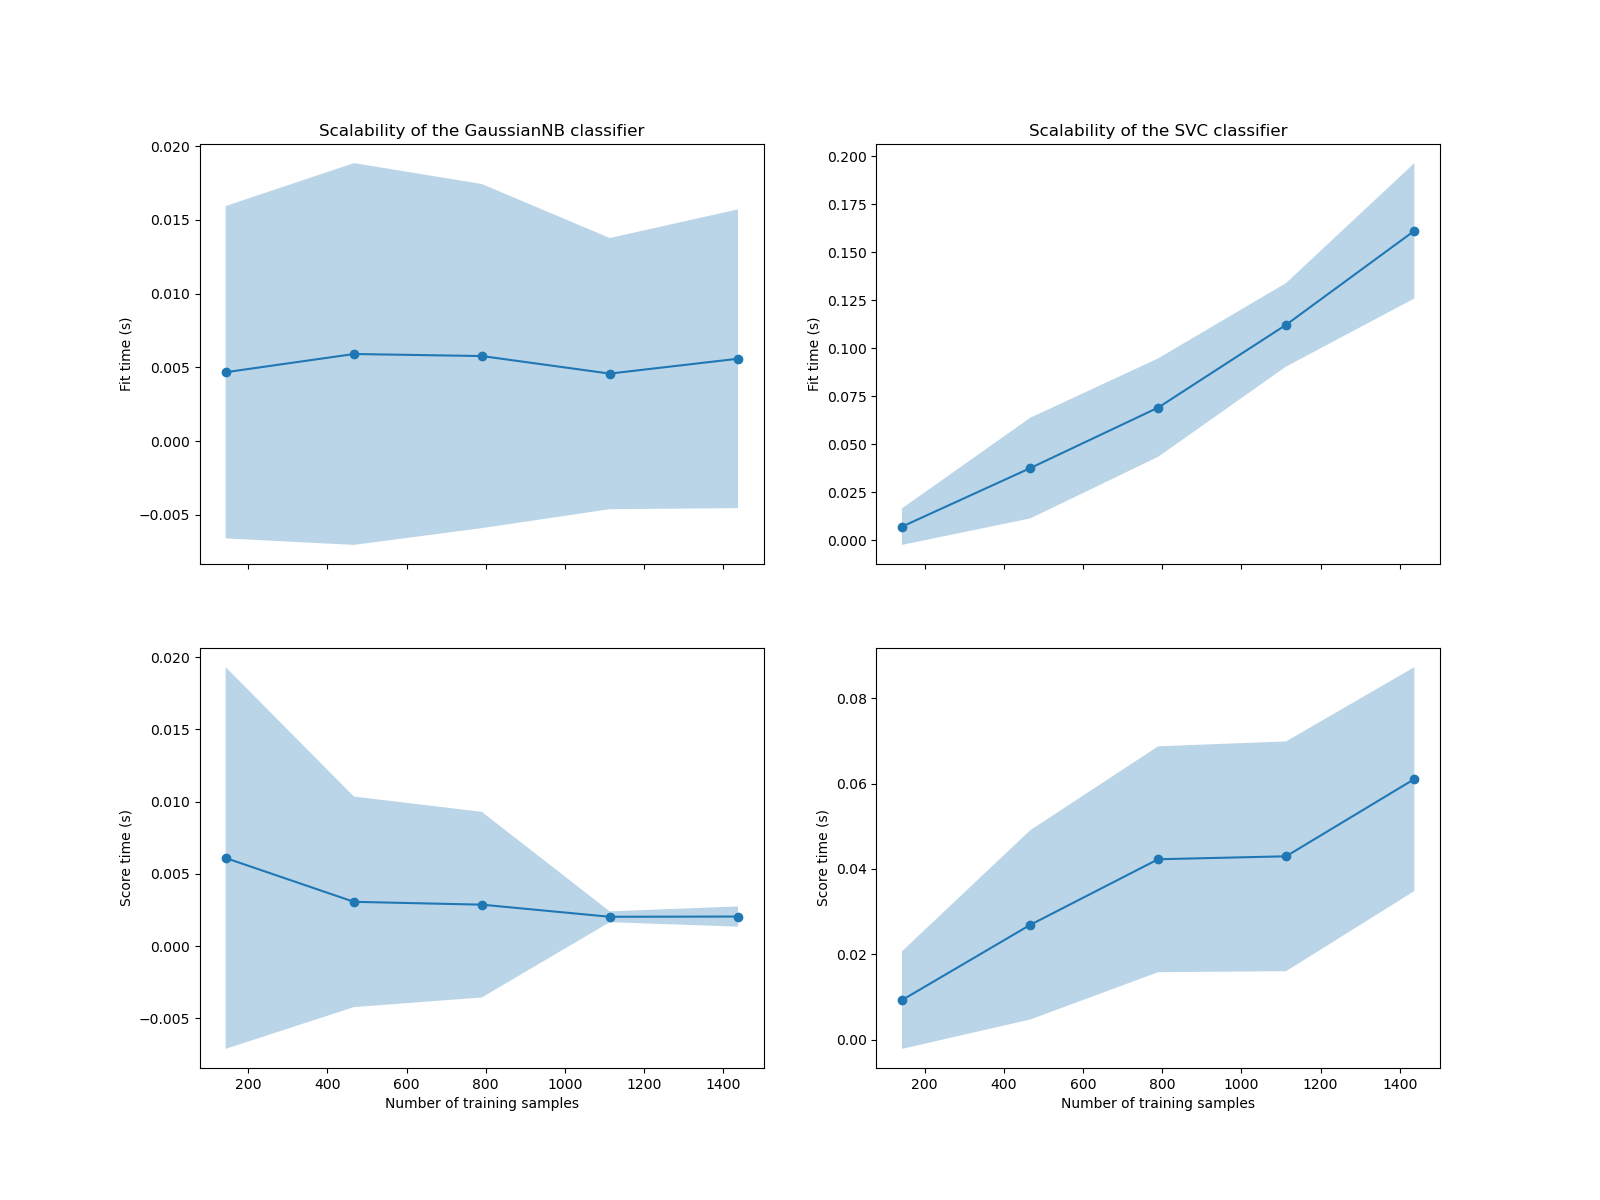 Scalability of the GaussianNB classifier
0.020
0.015
0.010
0.005
0.000
−0.005
Fit time (s)
Scalability of the SVC classifier
0.200
0.175
0.150
0.125
0.100
0.075
0.050
0.025
0.000
Fit time (s)
0.020
0.015
0.010
0.005
0.000
−0.005
Score time (s)
200 400 600 800 1000 1200 1400
Number of training samples
0.08
0.06
0.04
0.02
0.00
Score time (s)
200 400 600 800 1000 1200 1400
Number of training samples